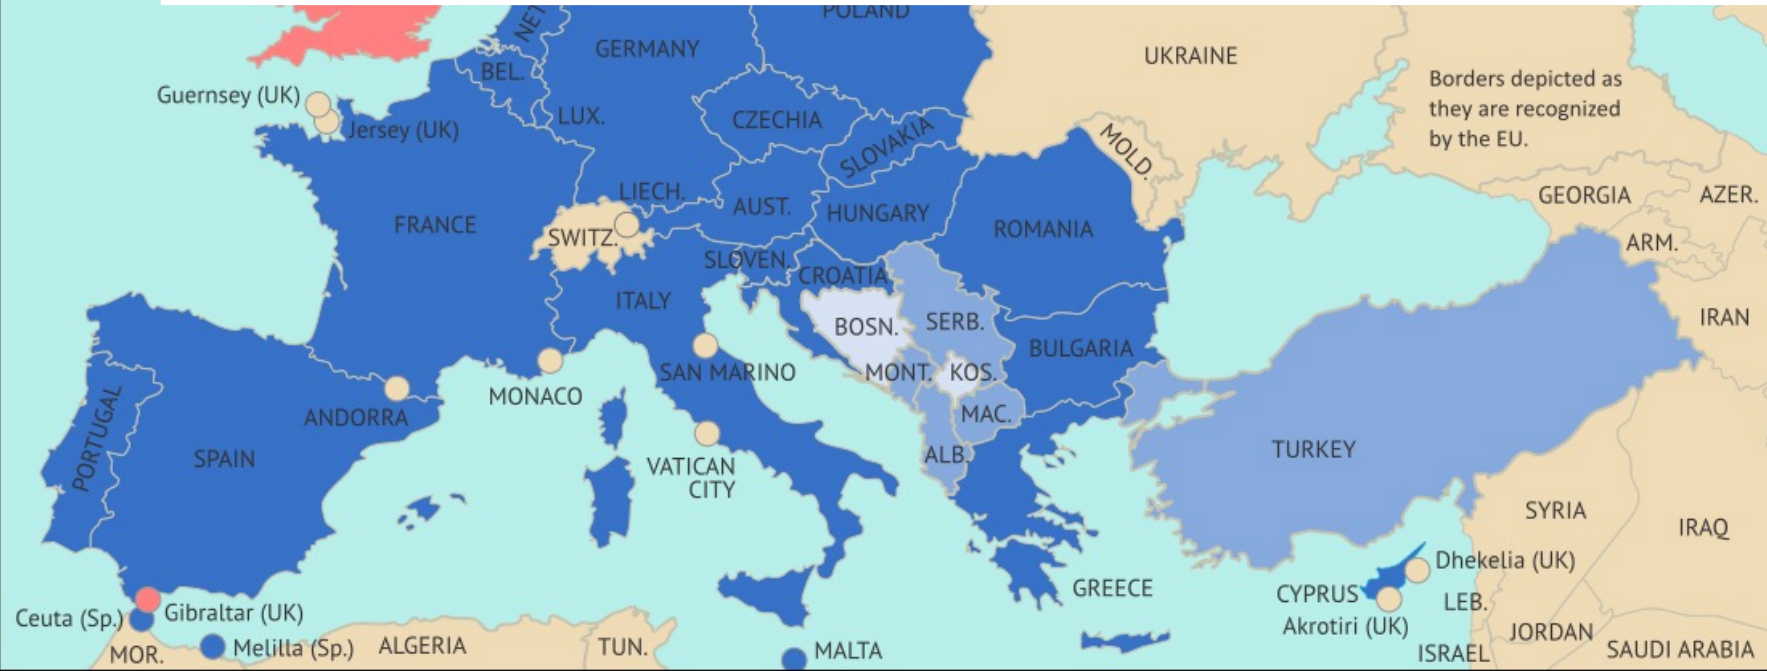 POLAND
NET
GERMANY
UKRAINE
BEL.
Borders depicted as
they are recognized
by the EU.
Guernsey (UK)
LUX.
CZECHIA
Jersey (UK)
SLOVAKIA
MOLD.
LIECH.
AUST.
HUNGARY
GEORGIA
AZER.
FRANCE
ROMANIA
SWITZ.
ARM.
SLOVEN.
CROATIA
ITALY
BOSN.
SERB.
IRAN
BULGARIA
SAN MARINO
MONT.
KOS.
MONACO
ANDORRA
MAC.
PORTUGAL
SPAIN
ALB.
TURKEY
VATICAN
CITY
SYRIA
IRAQ
Dhekelia (UK)
GREECE
CYPRUS
LEB.
Ceuta (Sp.)
Gibraltar (UK)
Akrotiri (UK)
JORDAN
MOR.
Melilla (Sp.)
ALGERIA
TUN.
MALTA
ISRAEL
SAUDI ARABIA